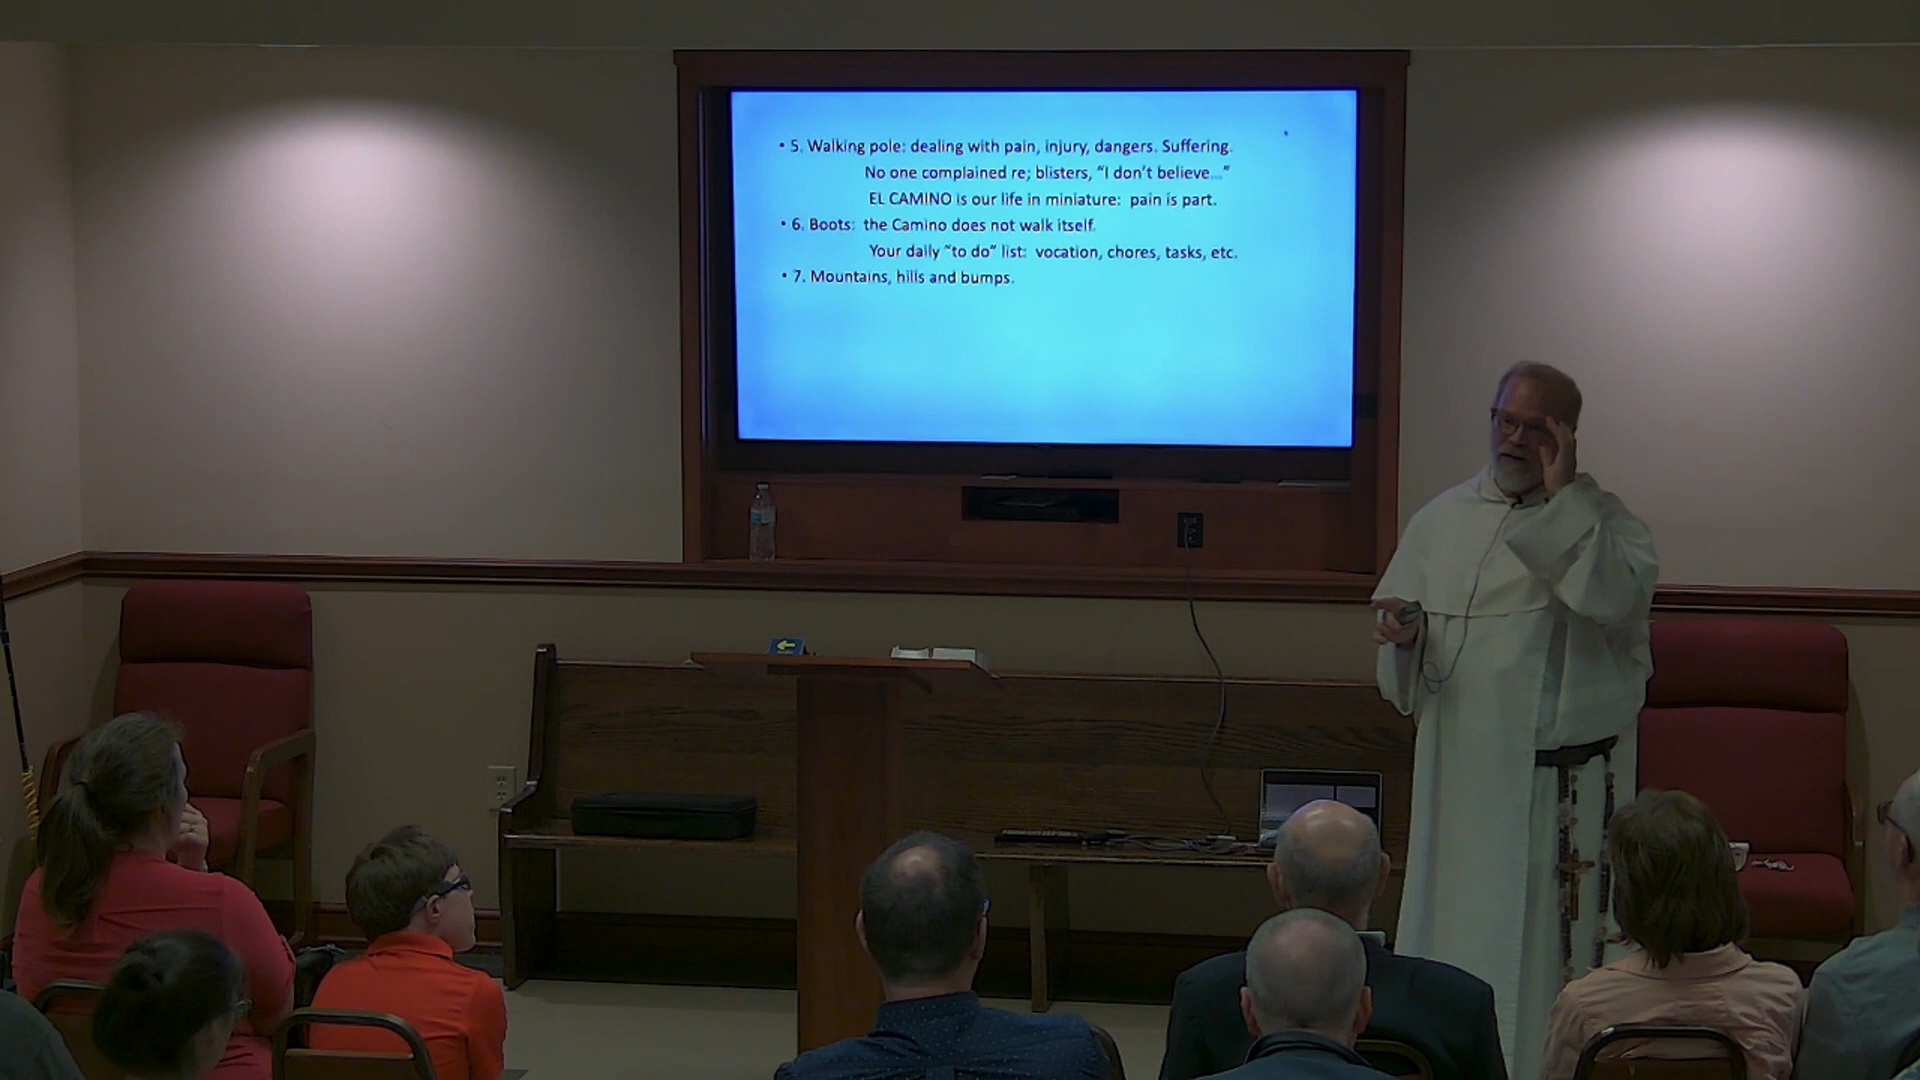 • 5. Walking pole: dealing with pain, injury, dangers. Suffering.
No one complained re; blisters, “I don’t believe…”
EL CAMINO is our life in miniature: pain is part.
• 6. Boots: the Camino does not walk itself.
Your daily “to do” list: vocation, chores, tasks, etc.
• 7. Mountains, hills and bumps.